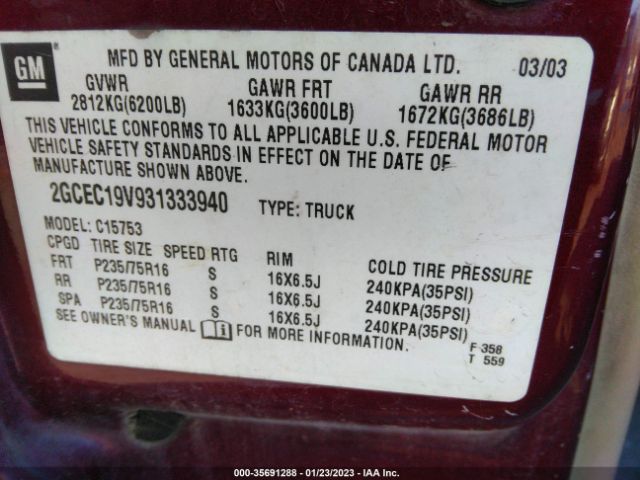 GM
MFD BY GENERAL MOTORS OF CANADA LTD. 03/03
GVWR GAWR FRT GAWR RR
2812KG(6200LB) 1633KG(3600LB) 1672KG(3686LB)
THIS VEHICLE CONFORMS TO ALL APPLICABLE U.S. FEDERAL MOTOR
VEHICLE SAFETY STANDARDS IN EFFECT ON THE DATE OF
MANUFACTURE SHOWN ABOVE.
2GCEC19V931333940 TYPE: TRUCK
MODEL: C15753
CPGD TIRE SIZE SPEED RTG RIM COLD TIRE PRESSURE
FRT P235/75R16 S 16X6.5J 240KPA(35PSI)
RR P235/75R16 S 16X6.5J 240KPA(35PSI)
SPA P235/75R16 S 16X6.5J 240KPA(35PSI)
SEE OWNER'S MANUAL FOR MORE INFORMATION.
F 358
T 559
000-35691288 - 01/23/2023 - IAA Inc.